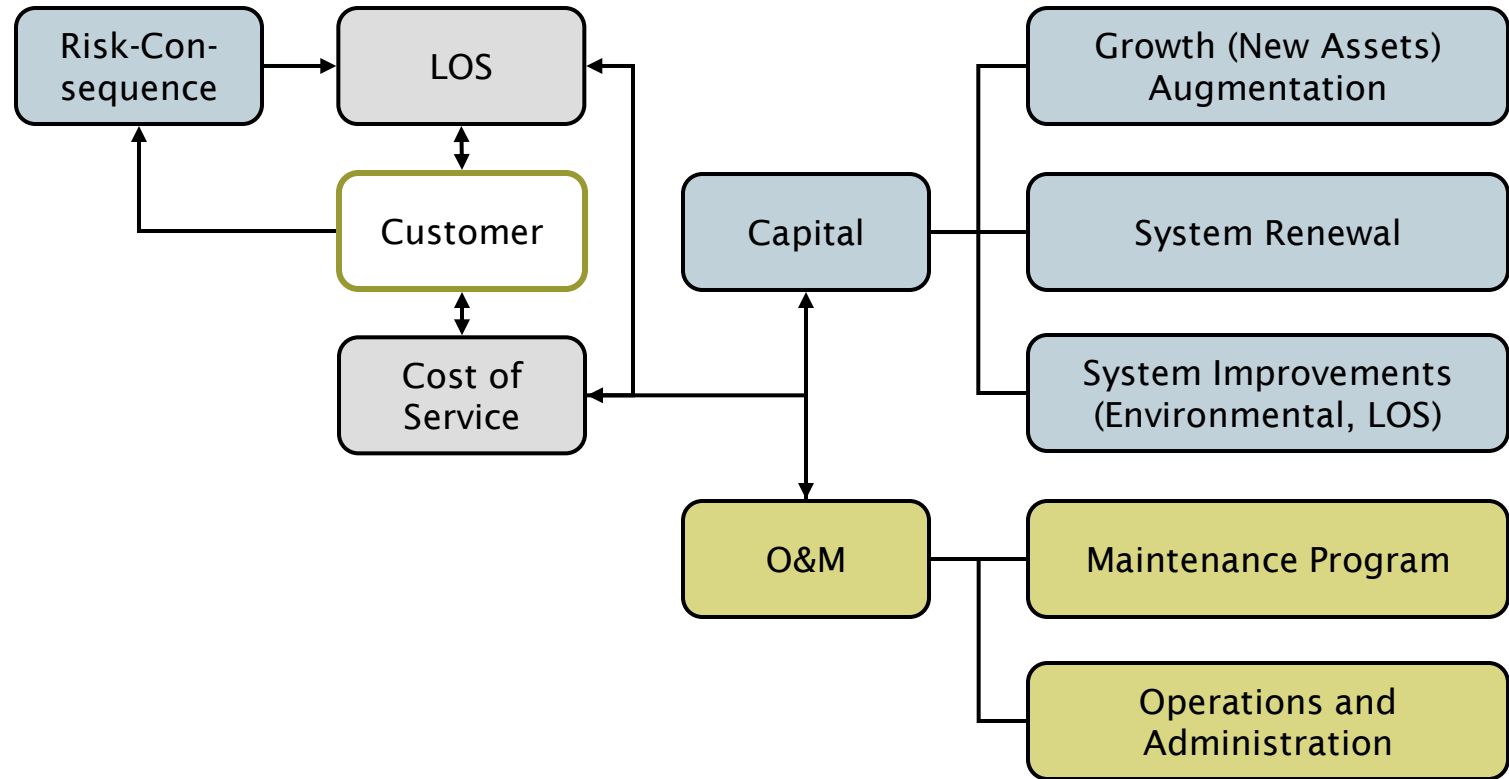 Risk-Con-
sequence
LOS
Customer
Cost of
Service
Capital
O&M
Growth (New Assets)
Augmentation
System Renewal
System Improvements
(Environmental, LOS)
Maintenance Program
Operations and
Administration